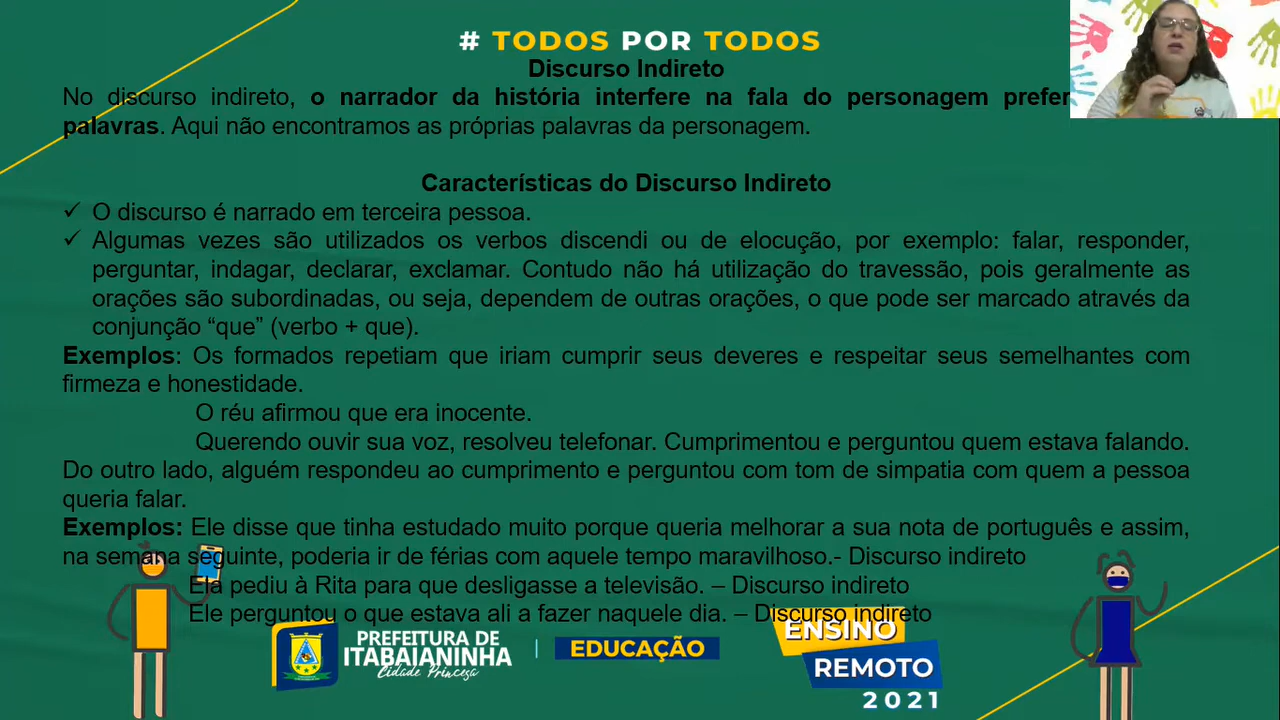 # TODOS POR TODOS
Discurso Indireto
No discurso indireto, o narrador da história interfere na fala do personagem
palavras. Aqui não encontramos as próprias palavras da personagem.
Características do Discurso Indireto
✓ O discurso é narrado em terceira pessoa.
✓ Algumas vezes são utilizados os verbos discendi ou de elocução, por exemplo: falar, responder,
perguntar, indagar, declarar, exclamar. Contudo não há utilização do travessão, pois geralmente as
orações são subordinadas, ou seja, dependem de outras orações, o que pode ser marcado através da
conjunção “que” (verbo + que).
Exemplos: Os formados repetiam que iriam cumprir seus deveres e respeitar seus semelhantes com
firmeza e honestidade.
O réu afirmou que era inocente.
Querendo ouvir sua voz, resolveu telefonar. Cumprimentou e perguntou quem estava falando.
Do outro lado, alguém respondeu ao cumprimento e perguntou com tom de simpatia com quem a pessoa
queria falar.
Exemplos: Ele disse que tinha estudado muito porque queria melhorar a sua nota de português e assim,
na semana seguinte, poderia ir de férias com aquele tempo maravilhoso.- Discurso indireto
Ela pediu à Rita para que desligasse a televisão. – Discurso indireto
Ele perguntou o que estava ali a fazer naquele dia. – Discurso indireto
PREFEITURA DE
ITABAIANINHA
Cidade Princesa
EDUCAÇÃO
ENSINO
REMOTO
2021